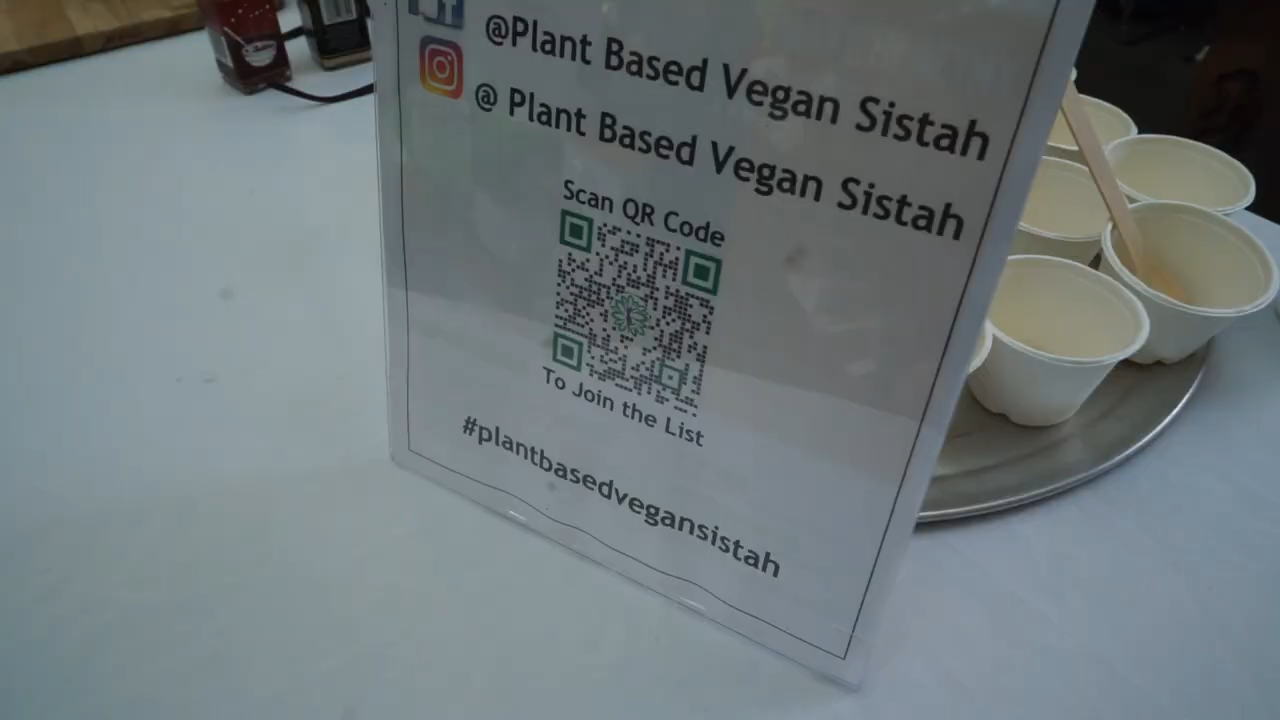 @Plant Based Vegan Sistah
@ Plant Based Vegan Sistah
Scan QR Code
To Join the List
#plantbasedvegansistah